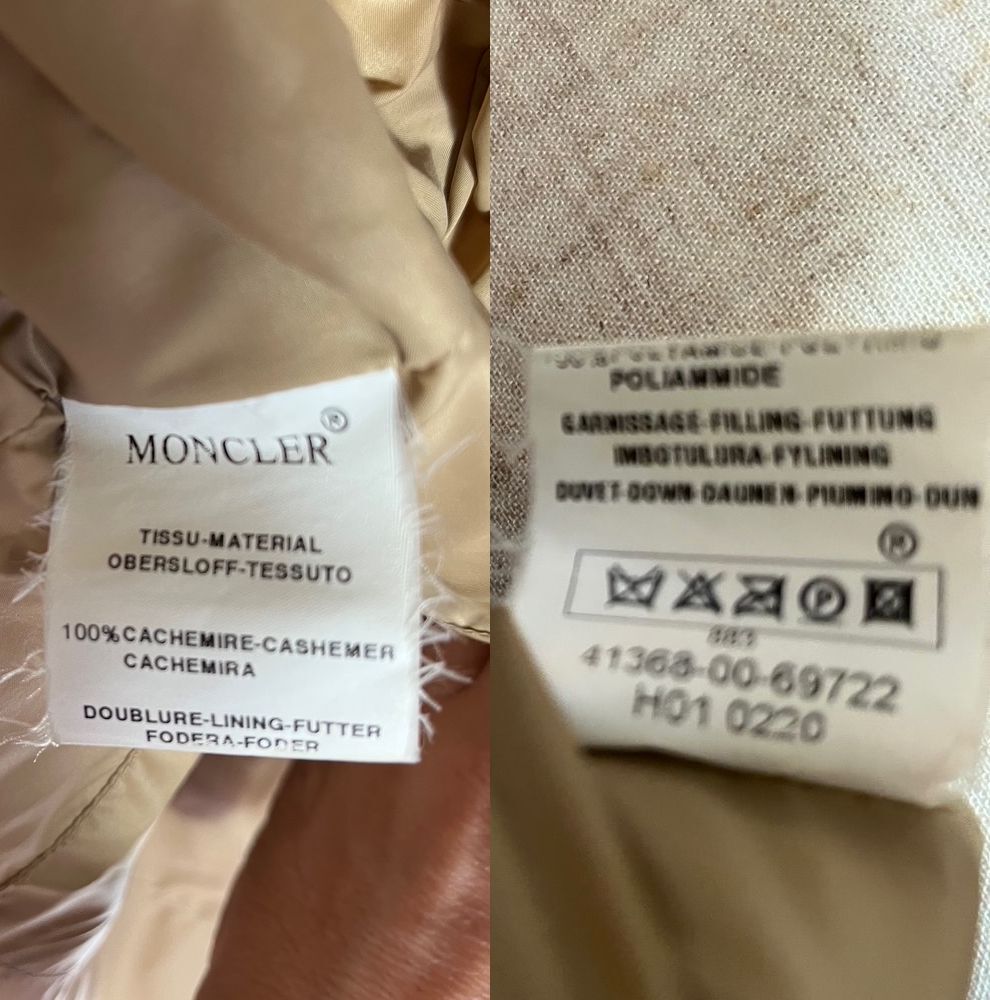 MONCLER®
TISSU-MATERIAL
OBERSLOFF-TESSUTO
100%CACHEMIRE-CASHEMER
CACHEMIRA
DOUBLURE-LINING-FUTTER
FODERA-FODER
POLIAMMIDE
GARNISSAGE-FILLING-FUTTUNG
IMBOTULURA-FYLINING
DUVET-DOWN-DAUNEN-PIUMINO-DUN
®
P
883
41368-00-69722
H01 0220